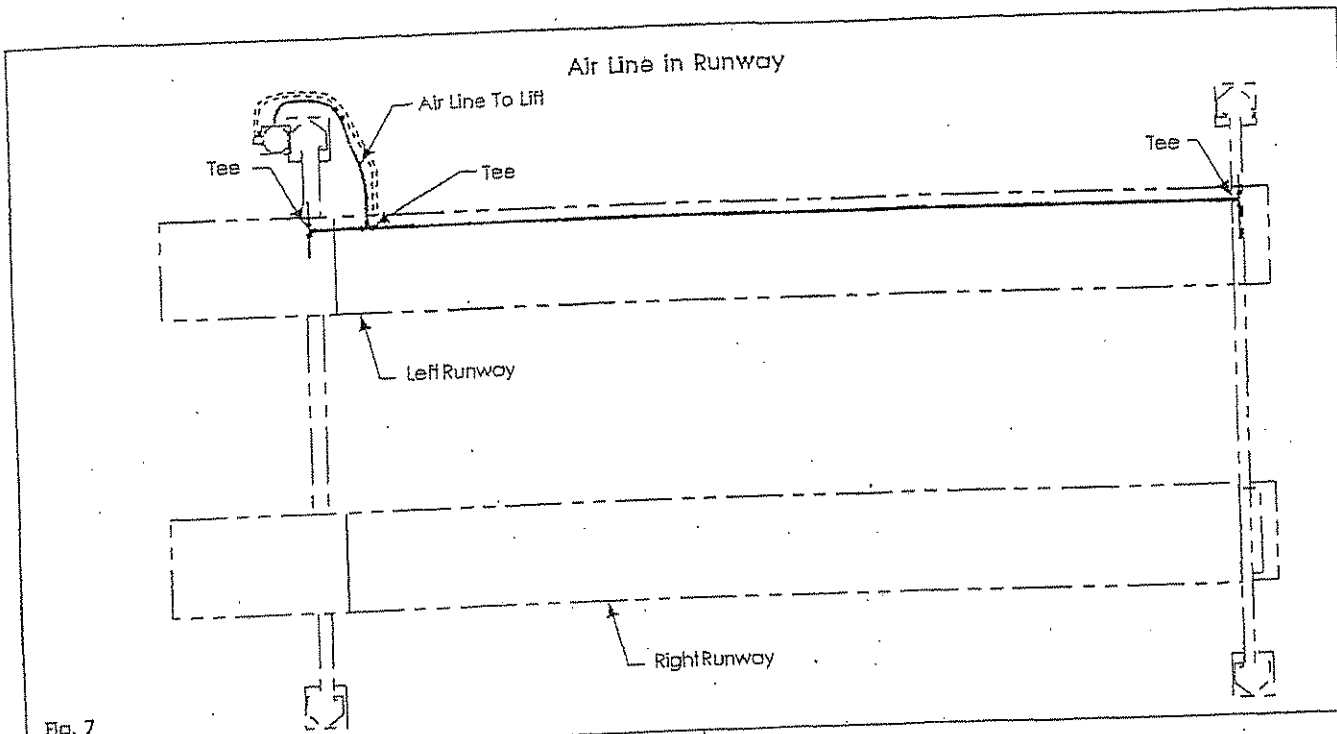 Air Line in Runway
Air Line To Lift
Tee
Tee
Tee
Left Runway
Right Runway
Fig. 7